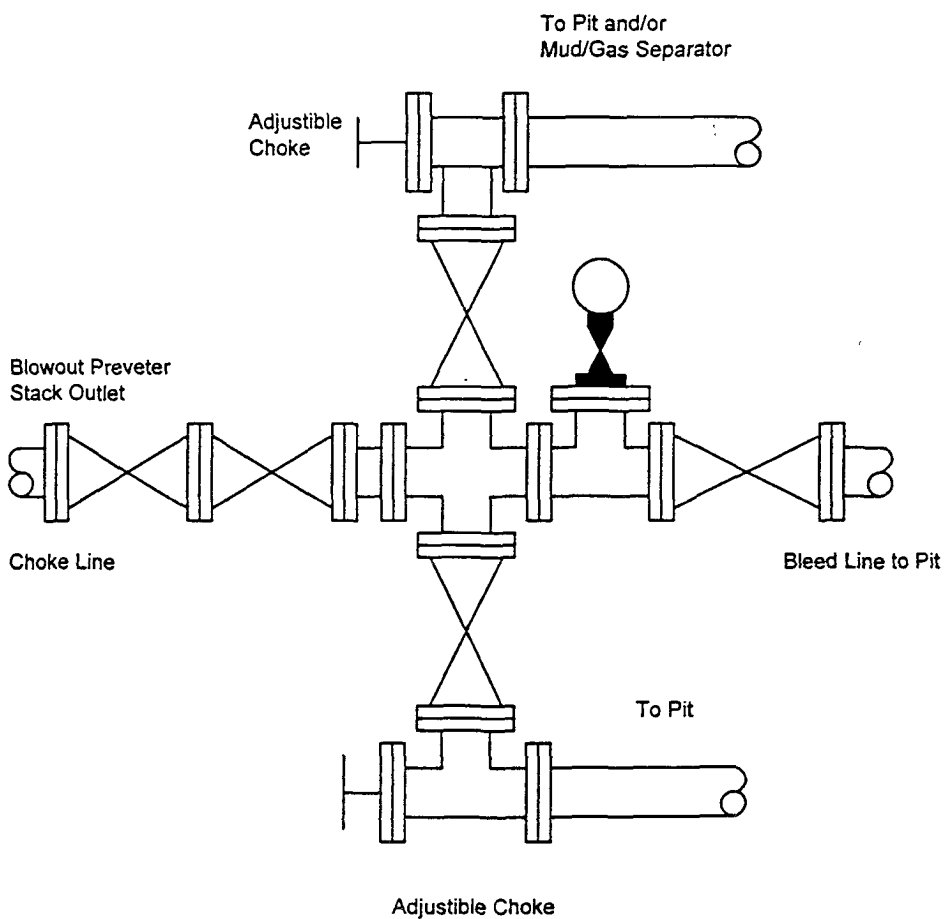 To Pit and/or
Mud/Gas Separator
Adjustible
Choke
Blowout Preveter
Stack Outlet
Choke Line
Bleed Line to Pit
To Pit
Adjustible Choke